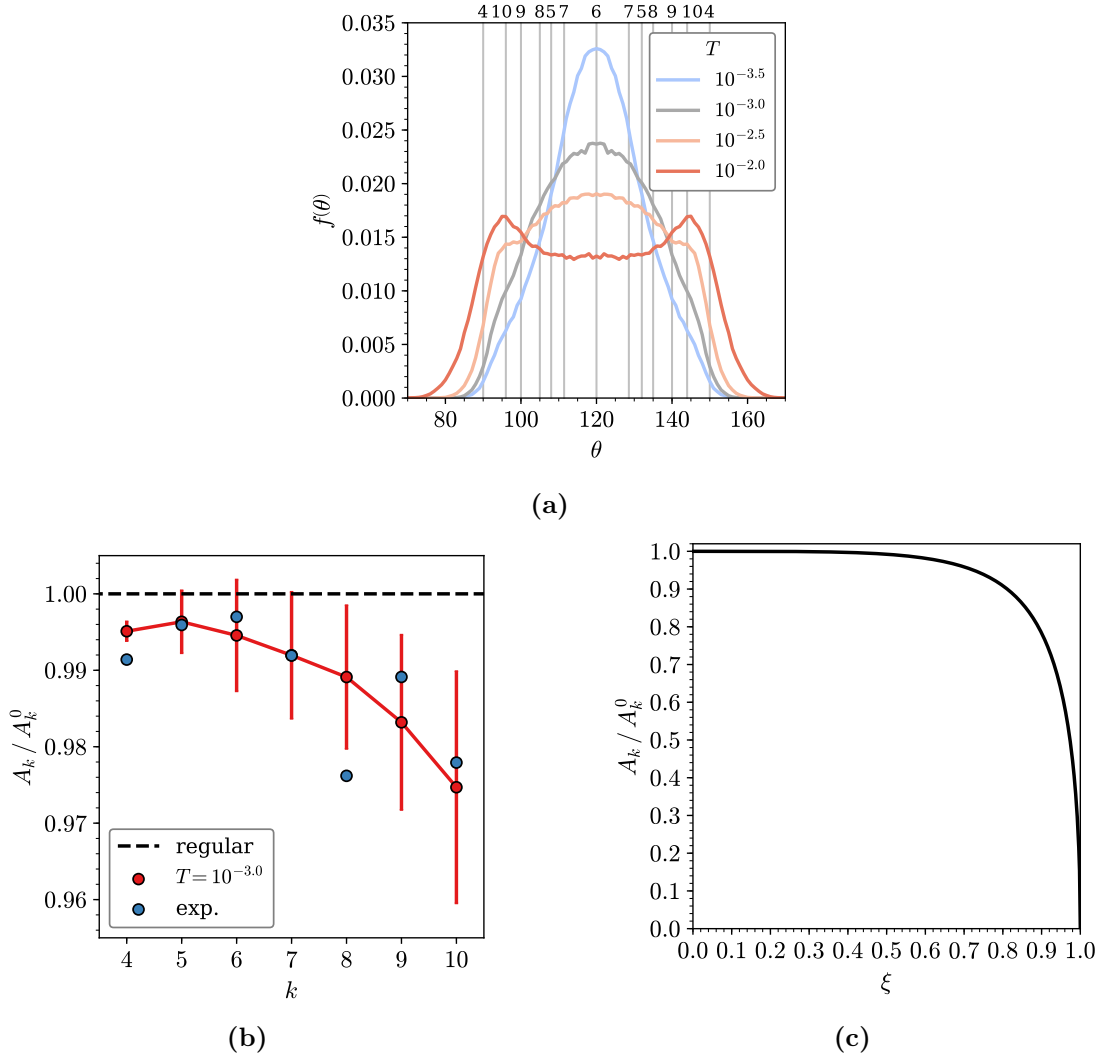 4 10 9 8 5 7 6 7 5 8 9 10 4
0.035
0.030
0.025
0.020
0.015
0.010
0.005
0.000
f(θ)
T
10^{-3.5}
10^{-3.0}
10^{-2.5}
10^{-2.0}
80 100 120 140 160
θ
(a)
1.00
0.99
0.98
0.97
0.96
A_k / A_k^0
regular
T = 10^{-3.0}
exp.
4 5 6 7 8 9 10
k
(b)
1.0
0.9
0.8
0.7
0.6
0.5
0.4
0.3
0.2
0.1
0.0
A_k / A_k^0
0.0 0.1 0.2 0.3 0.4 0.5 0.6 0.7 0.8 0.9 1.0
ξ
(c)